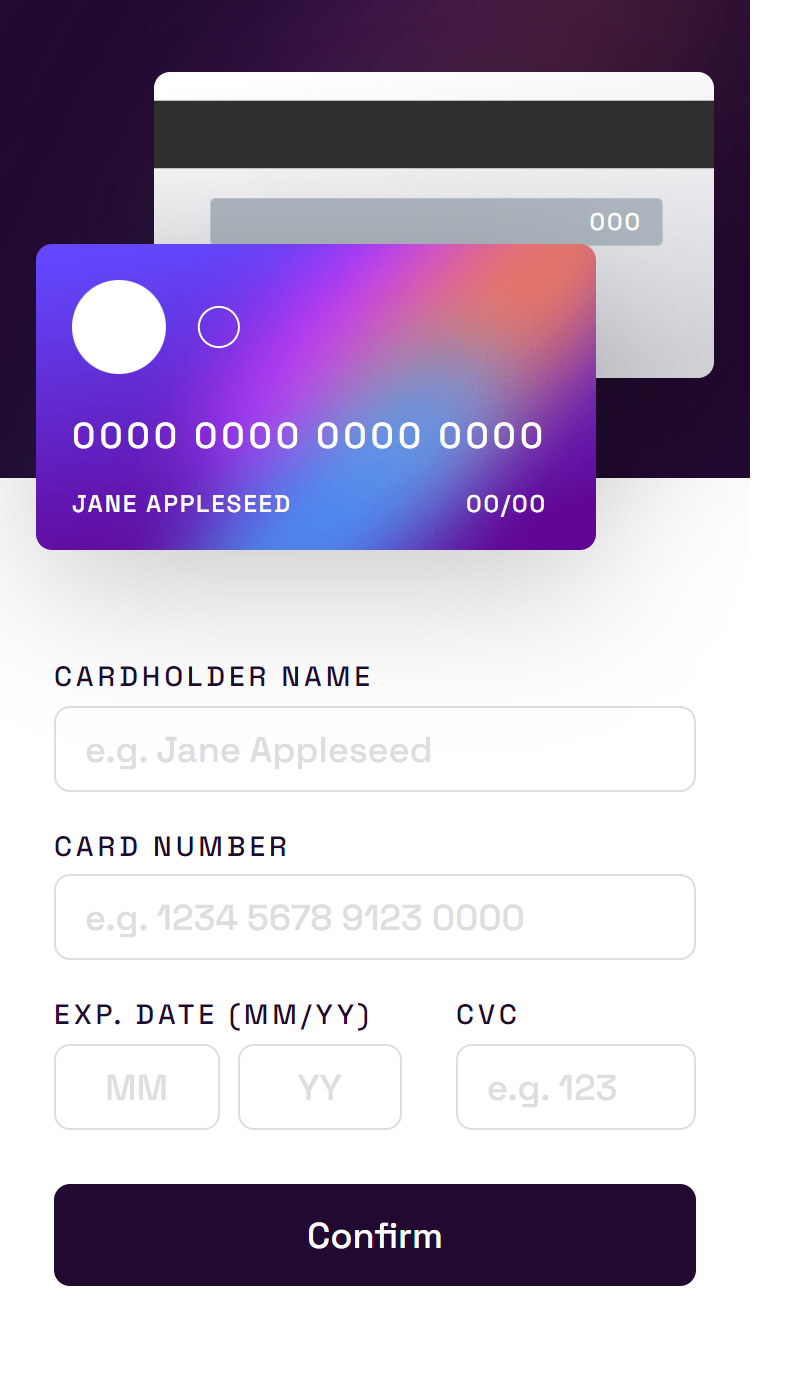 000
0000 0000 0000 0000
JANE APPLESEED 00/00
CARDHOLDER NAME
e.g. Jane Appleseed
CARD NUMBER
e.g. 1234 5678 9123 0000
EXP. DATE (MM/YY) CVC
MM YY e.g. 123
Confirm